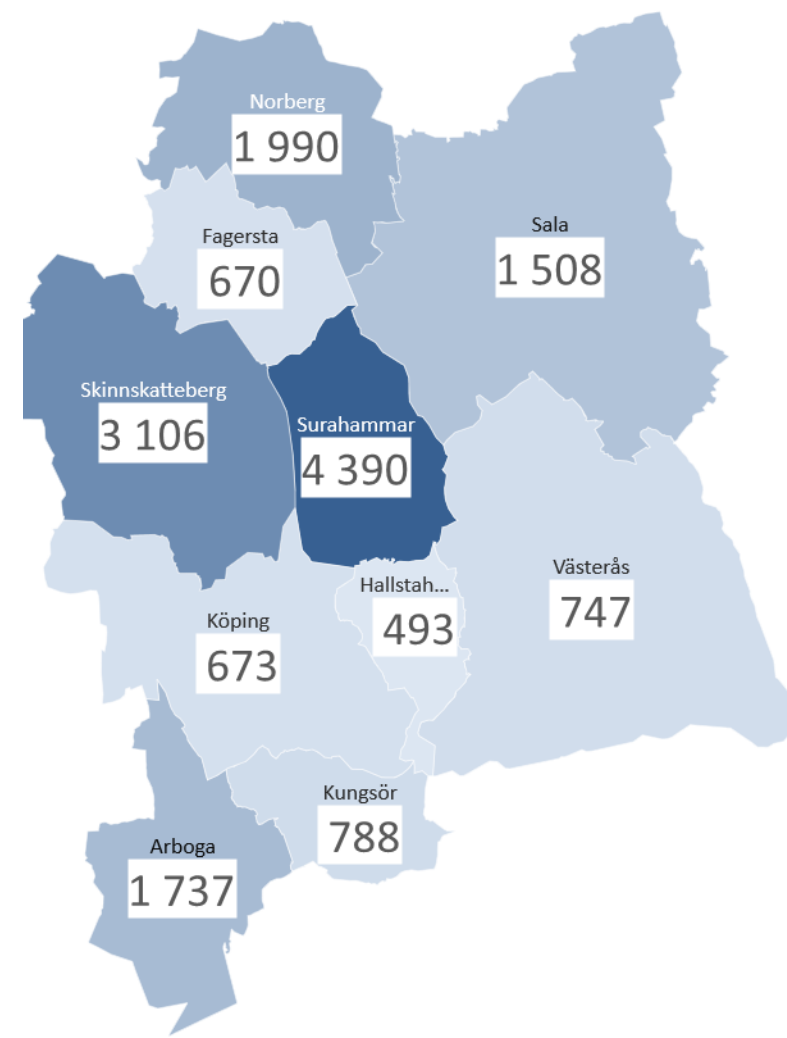 Norberg
1 990
Fagersta
670
Sala
1 508
Skinnskatteberg
3 106
Surahammar
4 390
Hallstah...
493
Västerås
747
Köping
673
Kungsör
788
Arboga
1 737